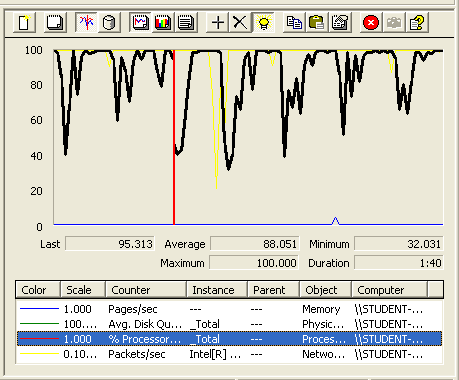 100
80
60
40
20
0
Last 95.313 Average 88.051 Minimum 32.031
Maximum 100.000 Duration 1:40
Color Scale Counter Instance Parent Object Computer
1.000 Pages/sec --- --- Memory \\STUDENT-...
100.... Avg. Disk Qu... _Total --- Physic... \\STUDENT-...
1.000 % Processor... _Total --- Proces... \\STUDENT-...
0.10... Packets/sec Intel[R] ... --- Netwo... \\STUDENT-...